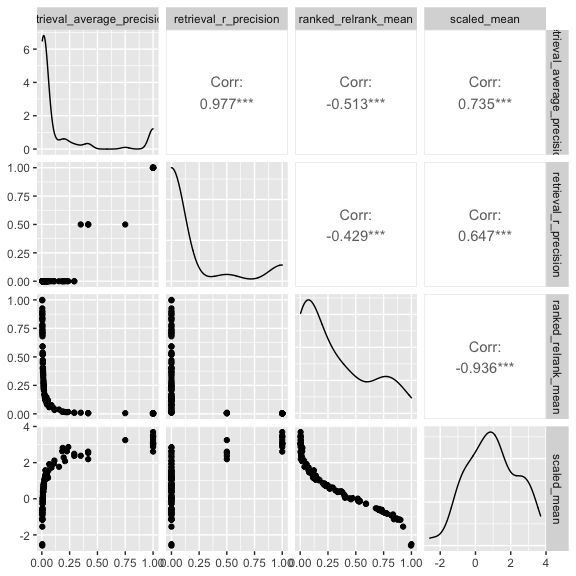 trieval_average_precisio
retrieval_r_precision
ranked_relrank_mean
scaled_mean
6
4
2
0
Corr:
0.977***
Corr:
-0.513***
Corr:
0.735***
trieval_average_precisio
1.00
0.75
0.50
0.25
0.00
Corr:
-0.429***
Corr:
0.647***
retrieval_r_precision
1.00
0.75
0.50
0.25
0.00
Corr:
-0.936***
ranked_relrank_mean
4
2
0
-2
scaled_mean
0.00 0.25 0.50 0.75 1.00
0.00 0.25 0.50 0.75 1.00
0.00 0.25 0.50 0.75 1.00
-2 0 2 4